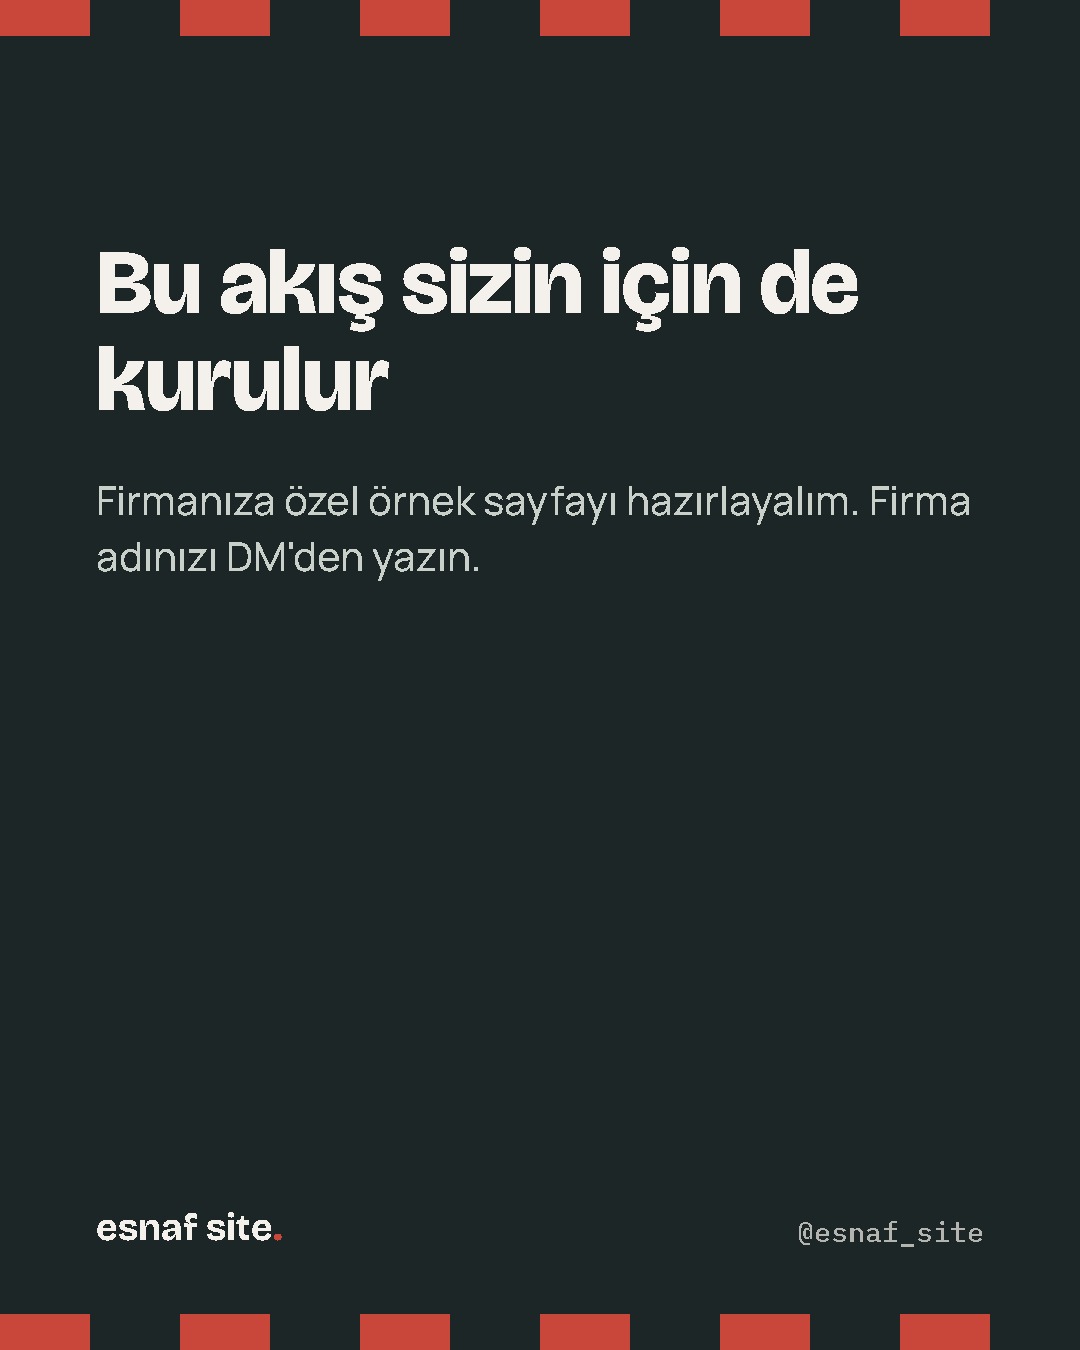 Bu akış sizin için de
kurulur
Firmanıza özel örnek sayfayı hazırlayalım. Firma
adınızı DM'den yazın.
esnaf site.
@esnaf_site